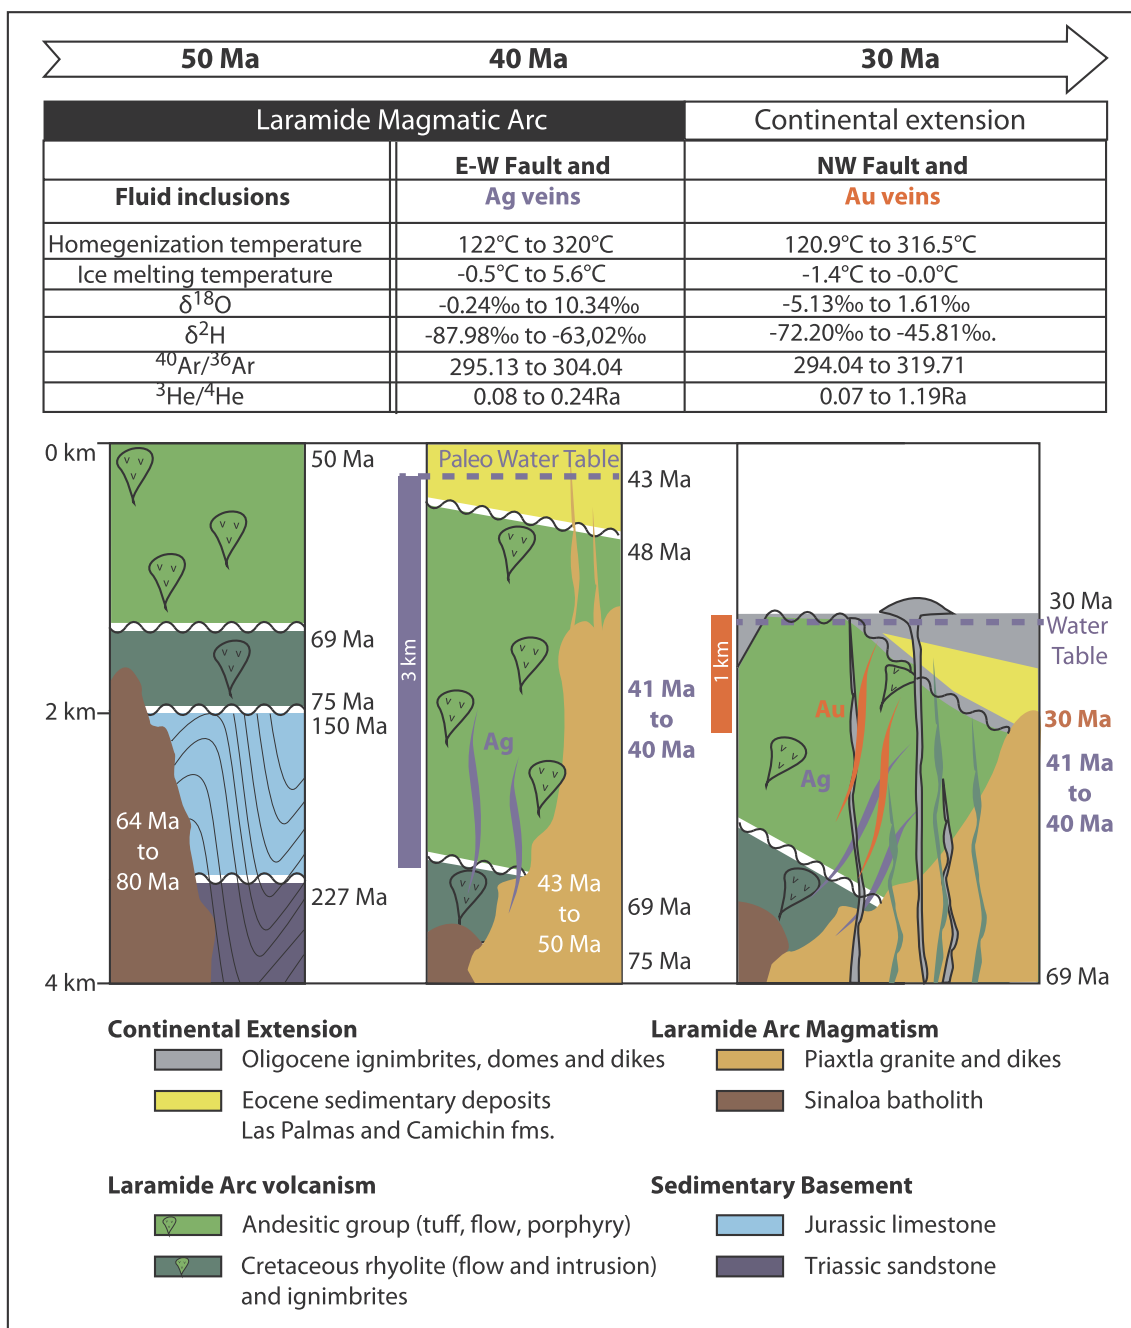 50 Ma 40 Ma 30 Ma
Laramide Magmatic Arc Continental extension
E-W Fault and NW Fault and
Fluid inclusions Ag veins Au veins
Homegenization temperature 122°C to 320°C 120.9°C to 316.5°C
Ice melting temperature -0.5°C to 5.6°C -1.4°C to -0.0°C
δ18O -0.24‰ to 10.34‰ -5.13‰ to 1.61‰
δ2H -87.98‰ to -63,02‰ -72.20‰ to -45.81‰.
40Ar/36Ar 295.13 to 304.04 294.04 to 319.71
3He/4He 0.08 to 0.24Ra 0.07 to 1.19Ra
0 km
2 km
4 km
50 Ma
69 Ma
75 Ma
150 Ma
227 Ma
64 Ma
to
80 Ma
3 km
Paleo Water Table
43 Ma
48 Ma
Ag
41 Ma
to
40 Ma
43 Ma
to
50 Ma
69 Ma
75 Ma
1 km
30 Ma
Water
Table
Au
30 Ma
Ag
41 Ma
to
40 Ma
69 Ma
Continental Extension
Oligocene ignimbrites, domes and dikes
Eocene sedimentary deposits
Las Palmas and Camichin fms.
Laramide Arc Magmatism
Piaxtla granite and dikes
Sinaloa batholith
Laramide Arc volcanism
Andesitic group (tuff, flow, porphyry)
Cretaceous rhyolite (flow and intrusion)
and ignimbrites
Sedimentary Basement
Jurassic limestone
Triassic sandstone